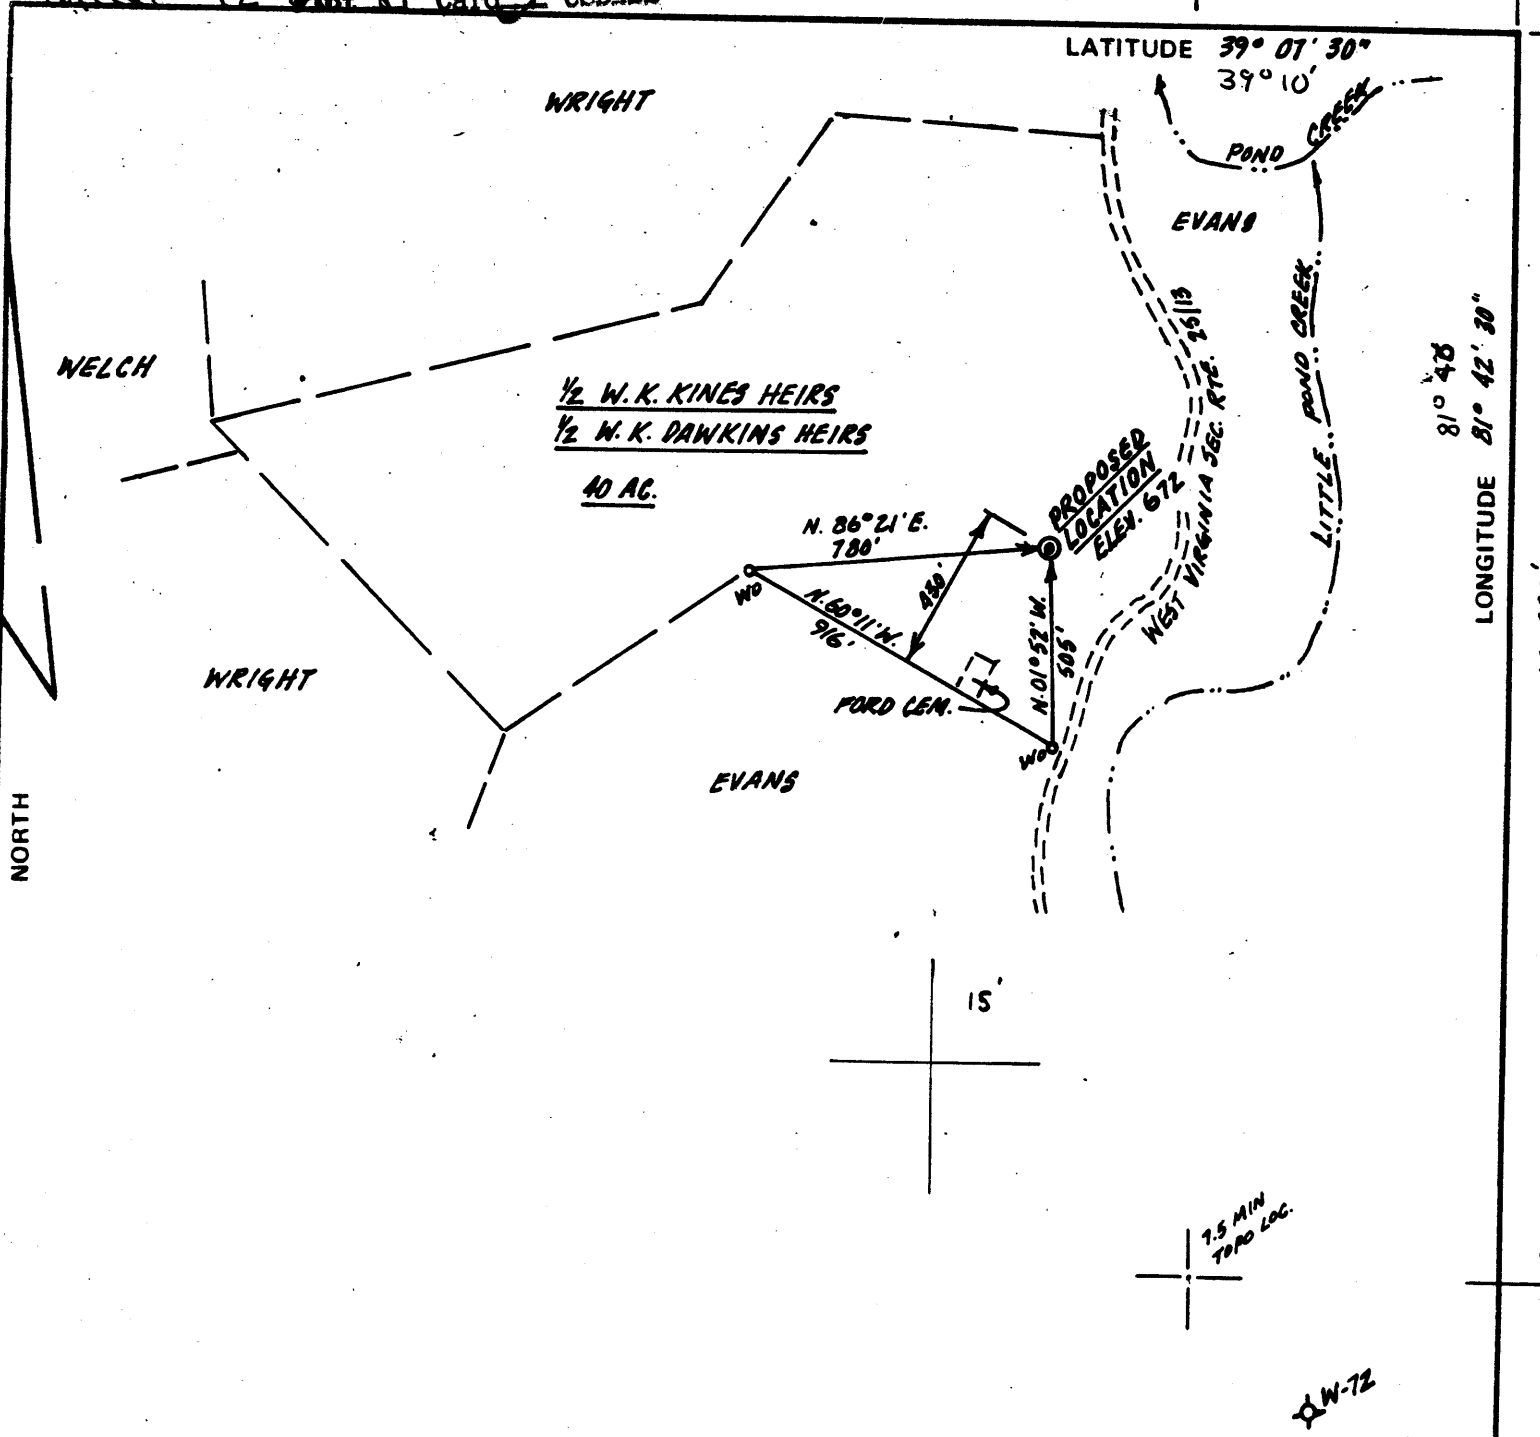 LATITUDE 39° 07' 30"
39° 10'
WRIGHT
POND CREEK
EVANS
WELCH
1/2 W. K. KINES HEIRS
1/2 W. K. DAWKINS HEIRS
40 AC.
PROPOSED
LOCATION
ELEV. 672
N. 86° 21' E.
780'
WO
N. 60° 11' W.
916'
430'
N. 01° 52' W.
505'
FORD CEM.
WO
WEST VIRGINIA SEC. RTE. 25/13
LITTLE POND CREEK
81° 4
LONGITUDE 81° 42' 30"
WRIGHT
EVANS
NORTH
15'
7.5 MIN
TOPO LOC.
W-72